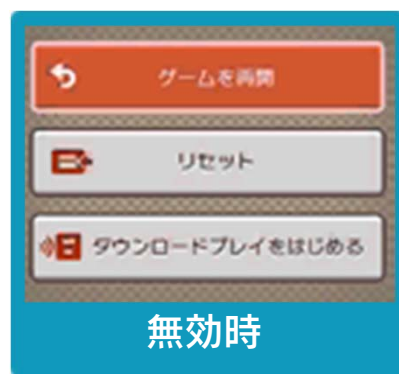 ゲームを再開
リセット
ダウンロードプレイをはじめる
無効時